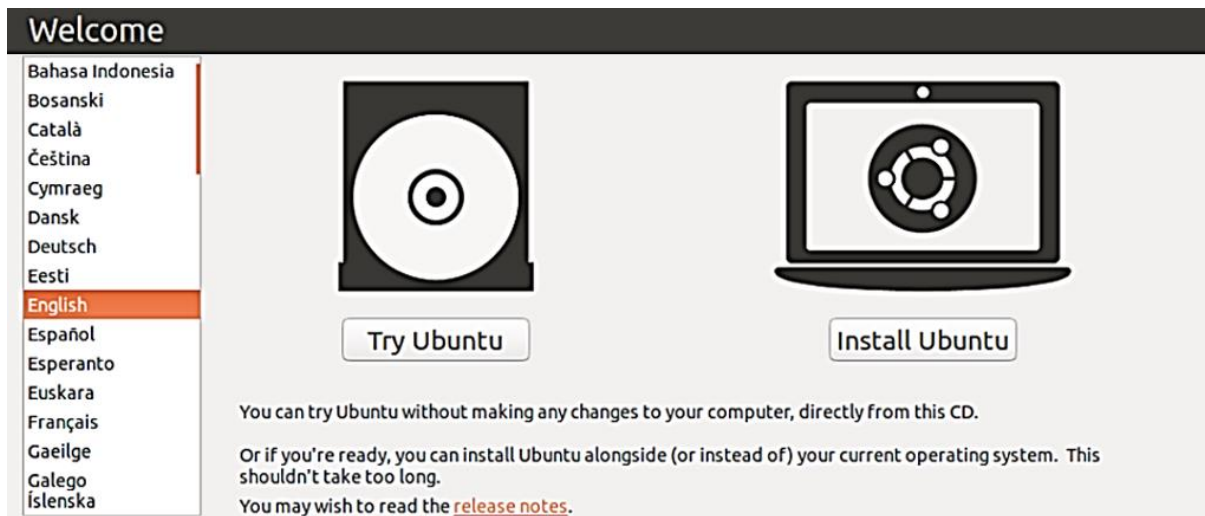 Welcome
Bahasa Indonesia
Bosanski
Català
Čeština
Cymraeg
Dansk
Deutsch
Eesti
English
Español
Esperanto
Euskara
Français
Gaeilge
Galego
Íslenska
Try Ubuntu
Install Ubuntu
You can try Ubuntu without making any changes to your computer, directly from this CD.
Or if you're ready, you can install Ubuntu alongside (or instead of) your current operating system. This
shouldn't take too long.
You may wish to read the release notes.